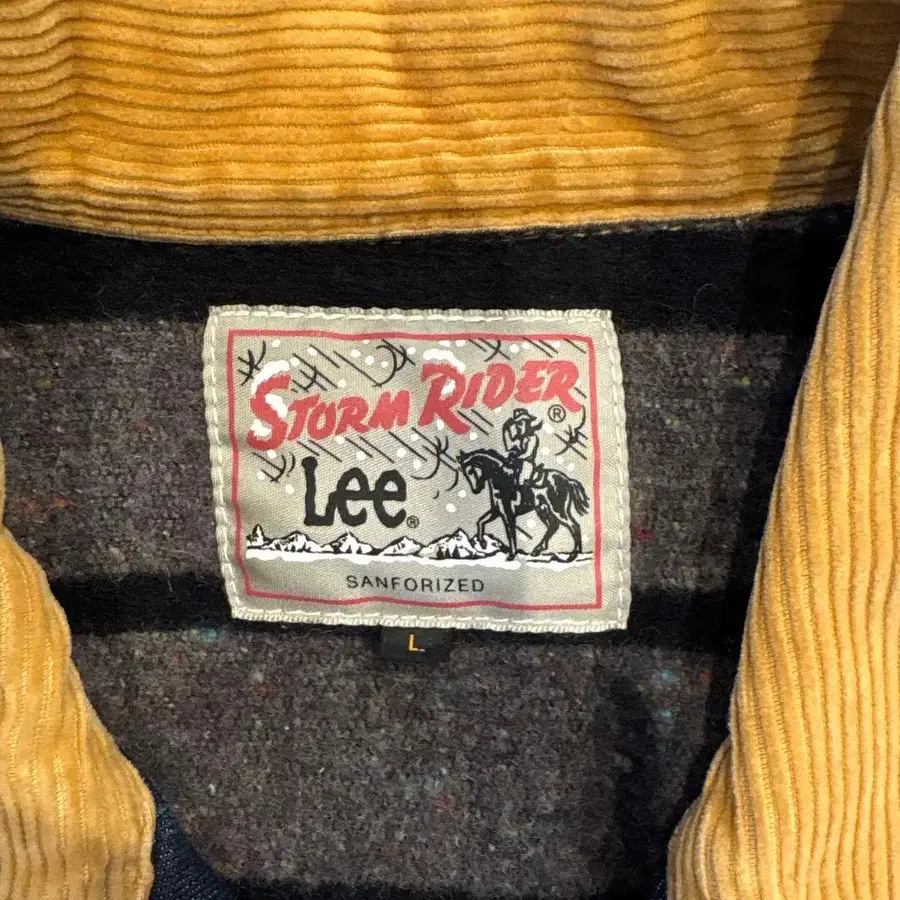 STORM RIDER ®
Lee ®
SANFORIZED
L